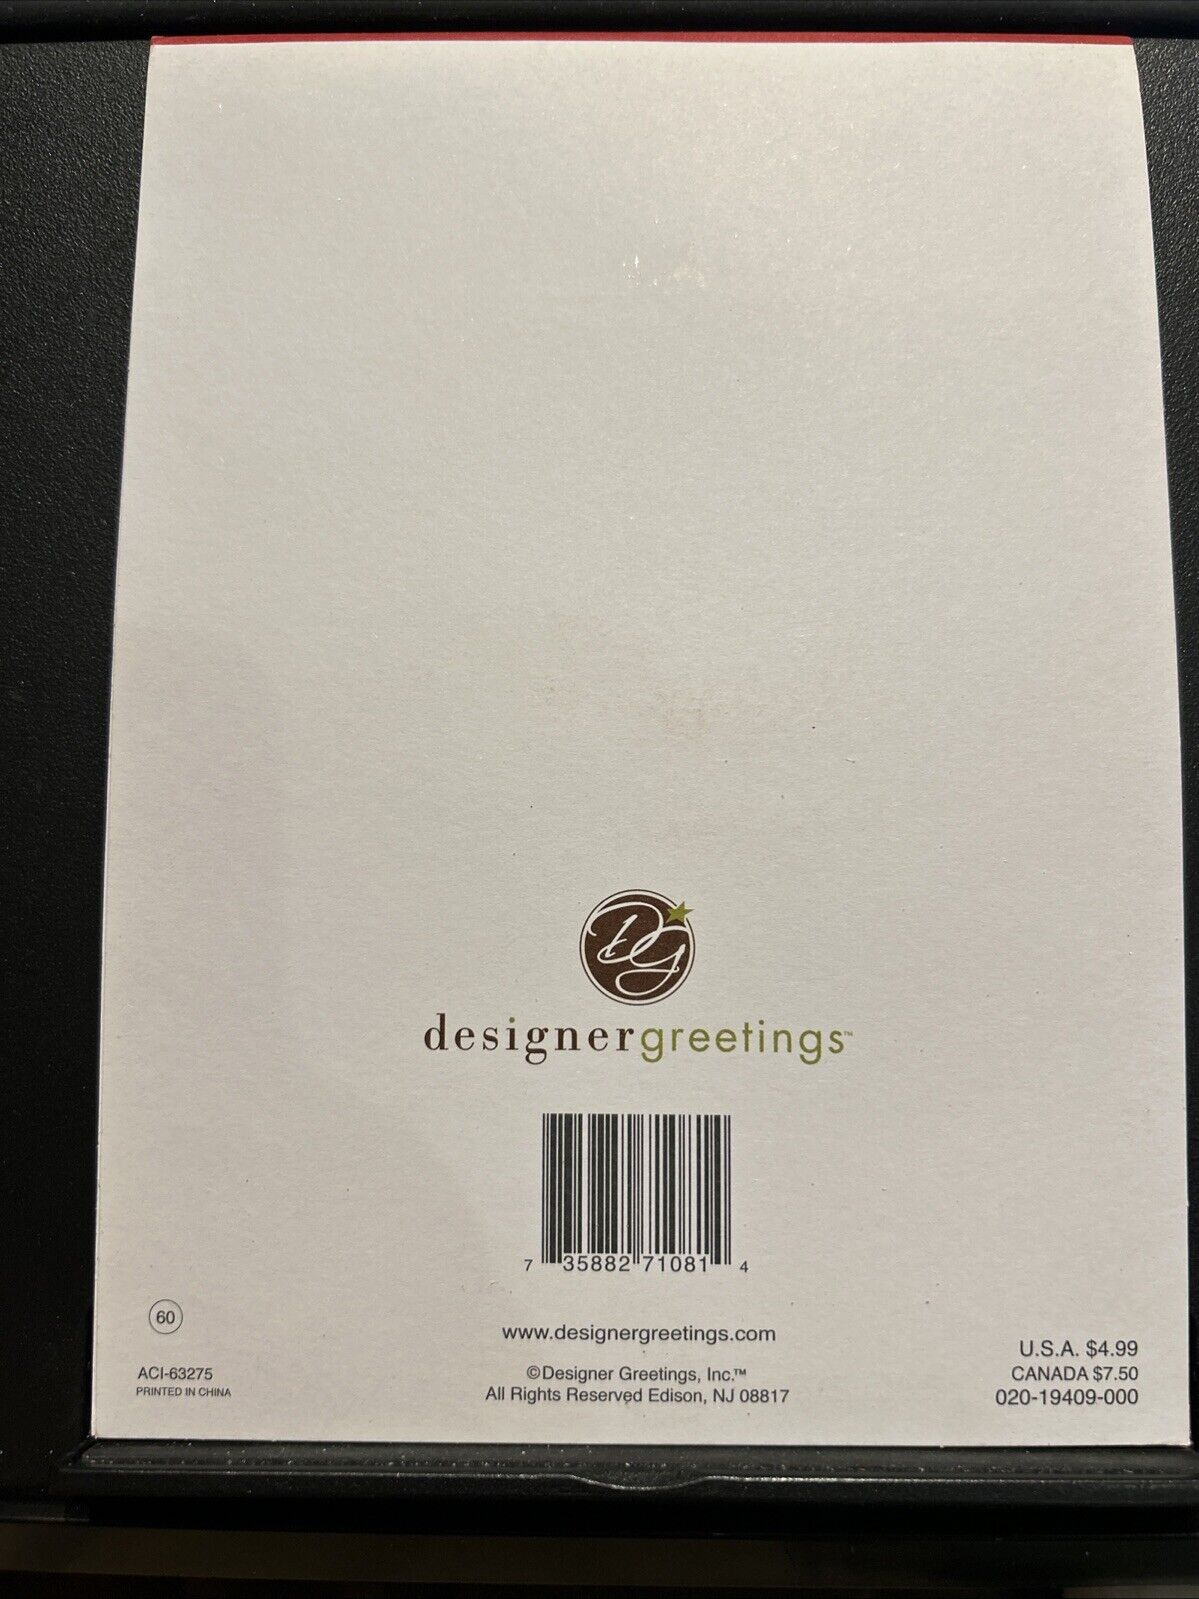 DG
designergreetings™
7 35882 71081 4
60
www.designergreetings.com
ACI-63275
PRINTED IN CHINA
©Designer Greetings, Inc.™
All Rights Reserved Edison, NJ 08817
U.S.A. $4.99
CANADA $7.50
020-19409-000